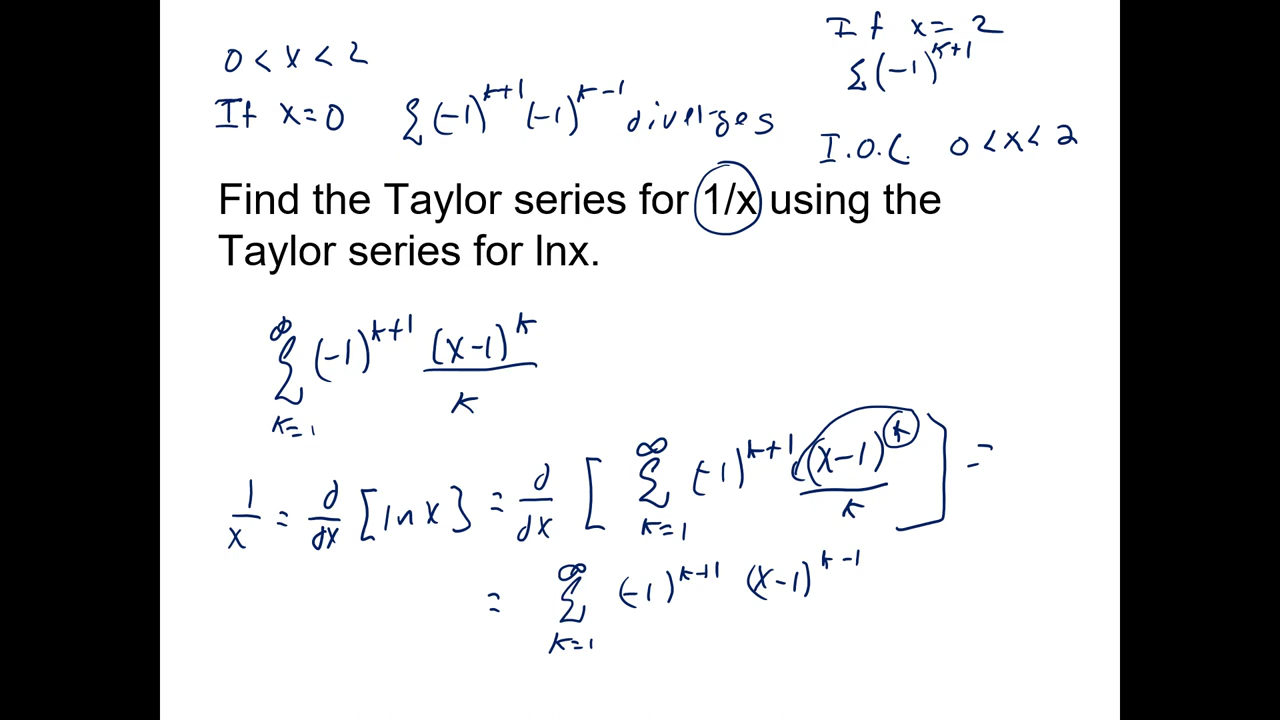 0 < x < 2
If x = 0 Σ (-1)^{k+1} (-1)^{k-1} diverges
If x = 2
Σ (-1)^{k+1}
I.O.C. 0 < x < 2
Find the Taylor series for 1/x using the
Taylor series for lnx.
∞ Σ k=1 (-1)^{k+1} (x-1)^k / k
1/x = d/dx [ln x] = d/dx [ ∞ Σ k=1 (-1)^{k+1} (x-1)^k / k ] =
= ∞ Σ k=1 (-1)^{k+1} (x-1)^{k-1}